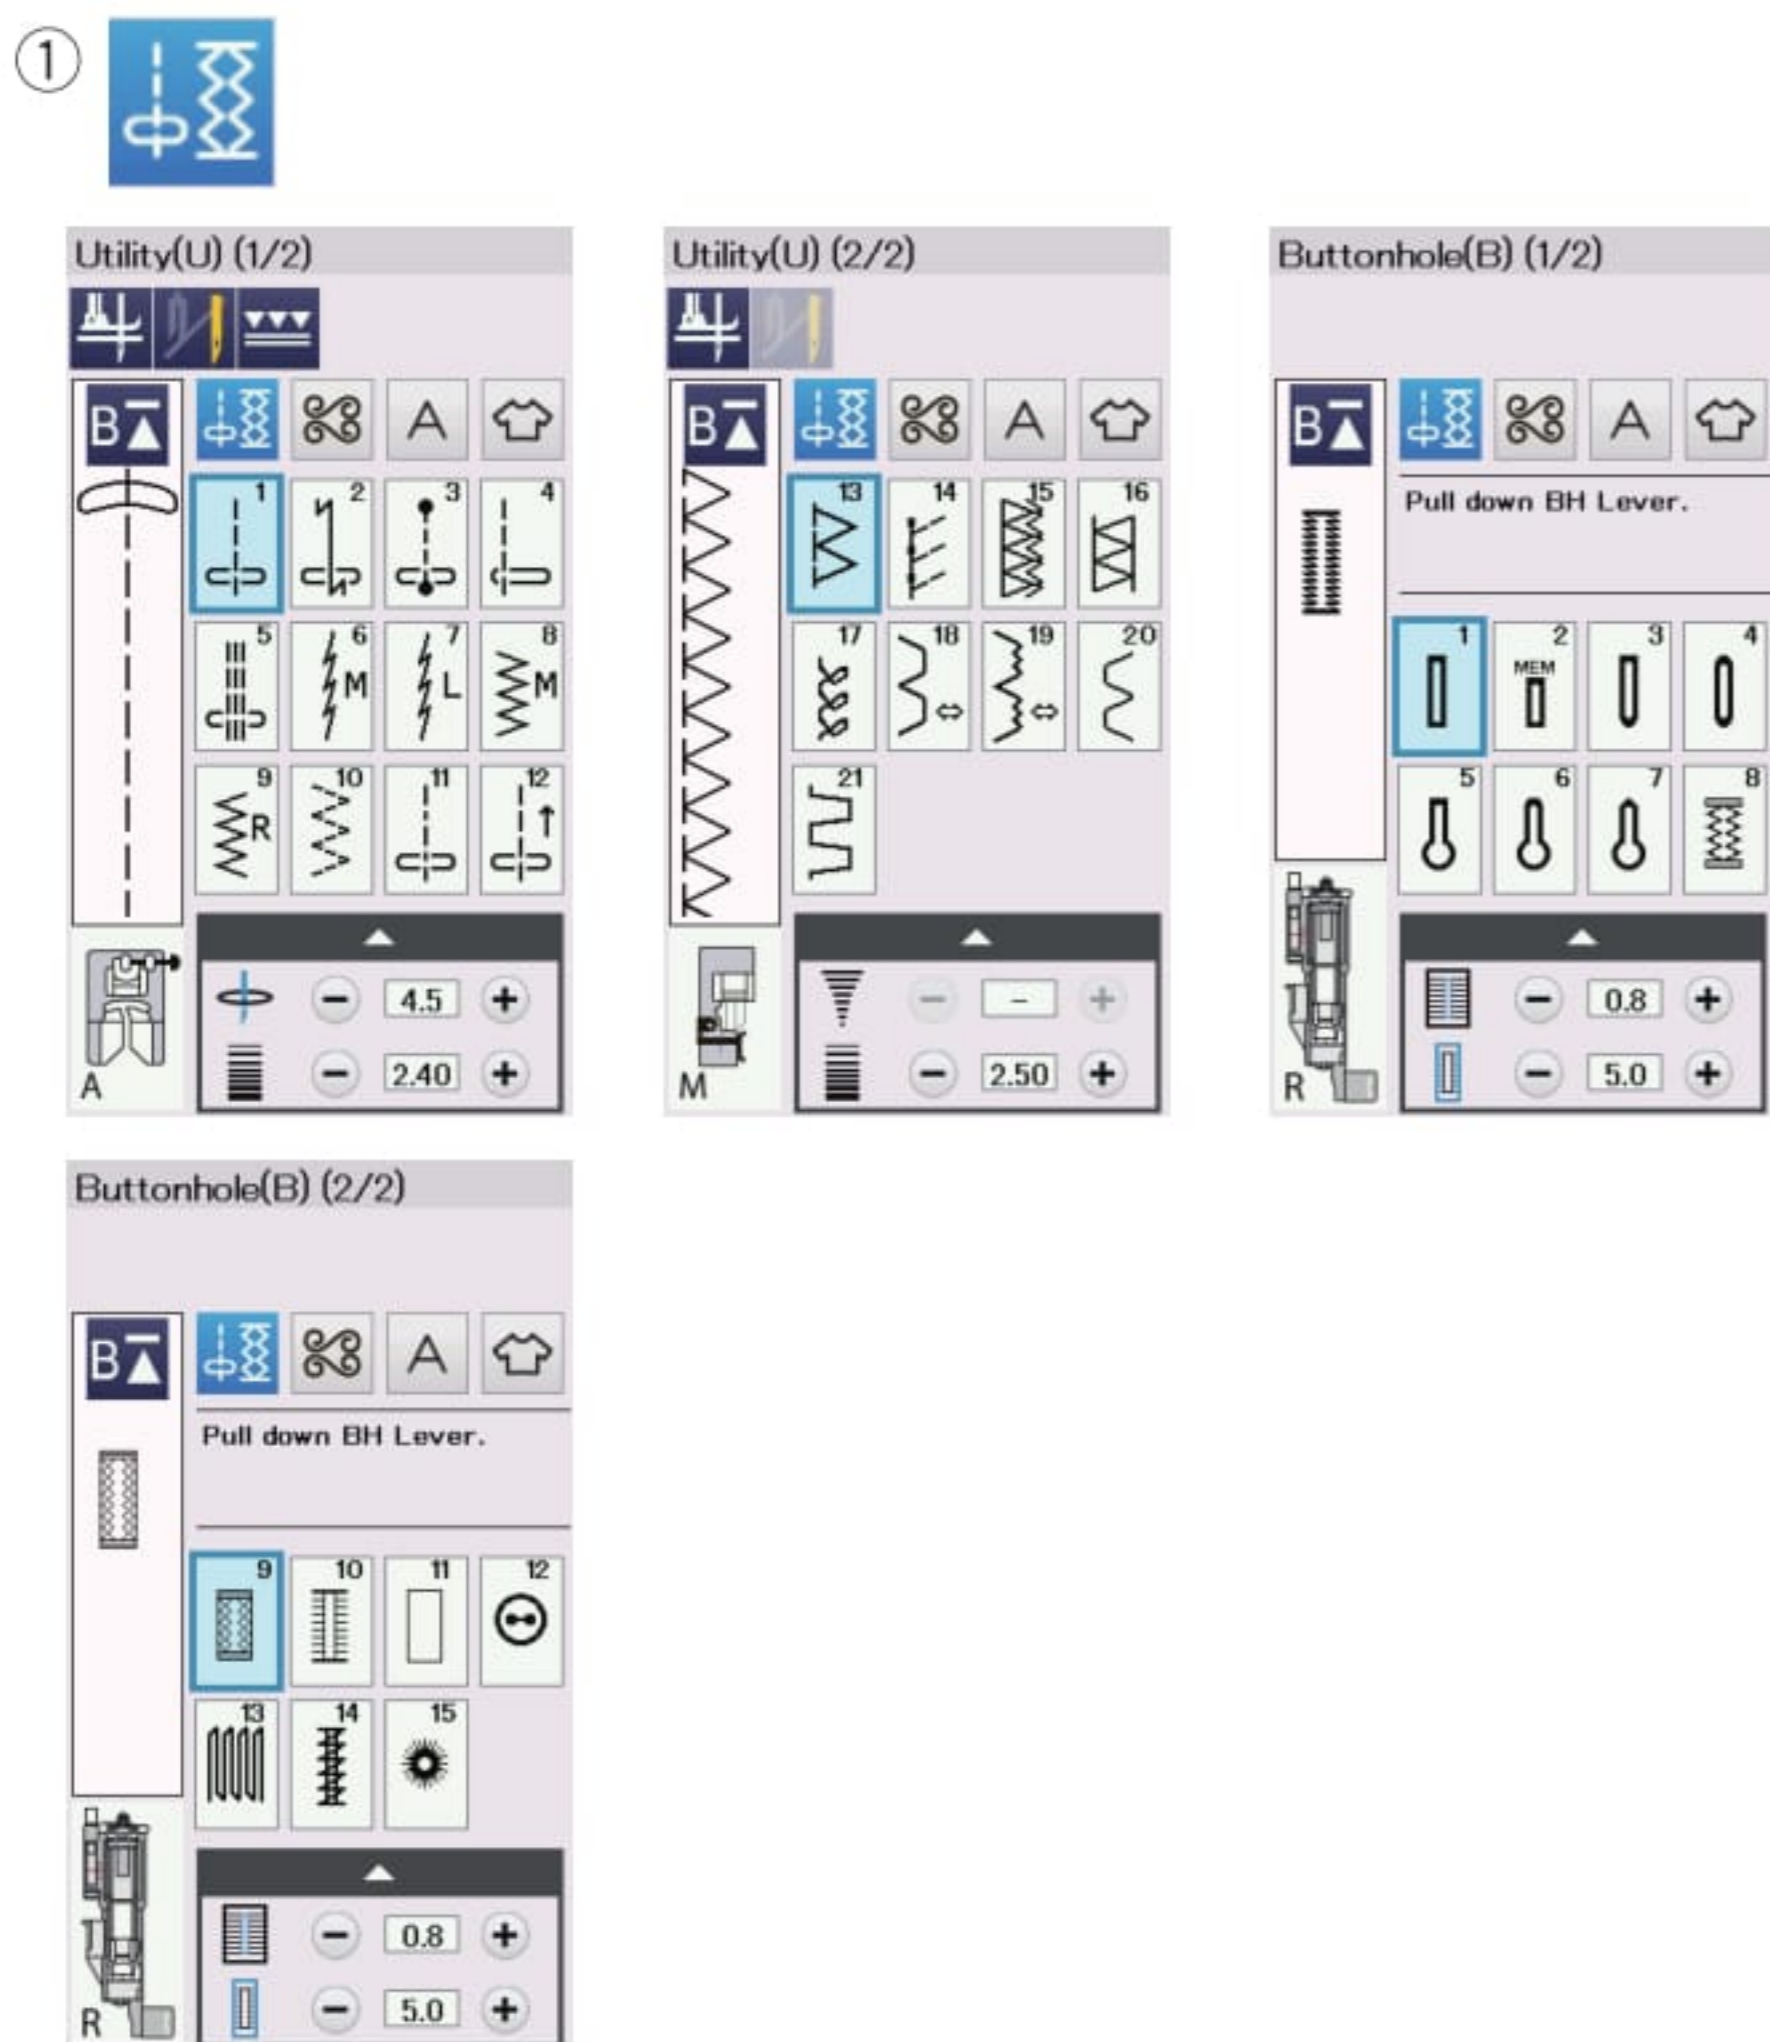 ①
Utility(U) (1/2)
B A
1 2 3 4
5 6 M 7 L 8 M
9 R 10 11 12
4.5
A 2.40
Utility(U) (2/2)
B A
13 14 15 16
17 18 19 20
21
-
M 2.50
Buttonhole(B) (1/2)
B A
Pull down BH Lever.
1 2 MEM 3 4
5 6 7 8
0.8
R 5.0
Buttonhole(B) (2/2)
B A
Pull down BH Lever.
9 10 11 12
13 14 15
0.8
R 5.0